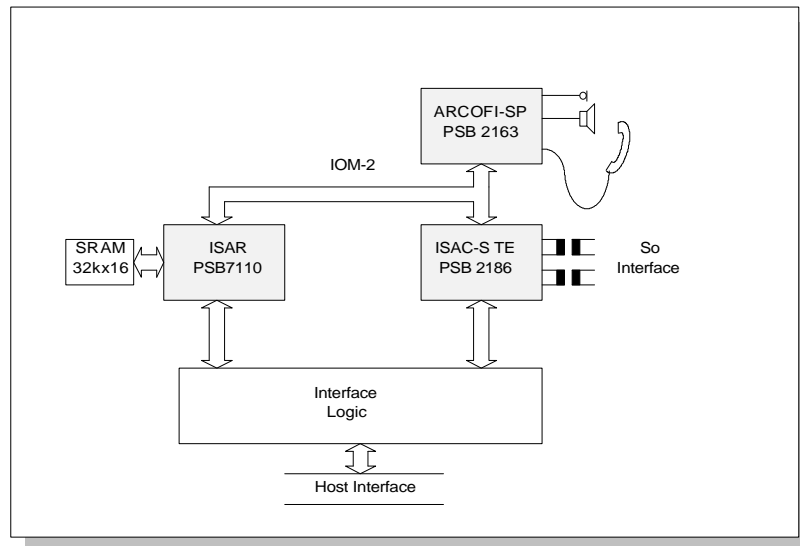 ARCOFI-SP
PSB 2163
IOM-2
SRAM
32kx16
ISAR
PSB7110
ISAC-S TE
PSB 2186
So
Interface
Interface
Logic
Host Interface